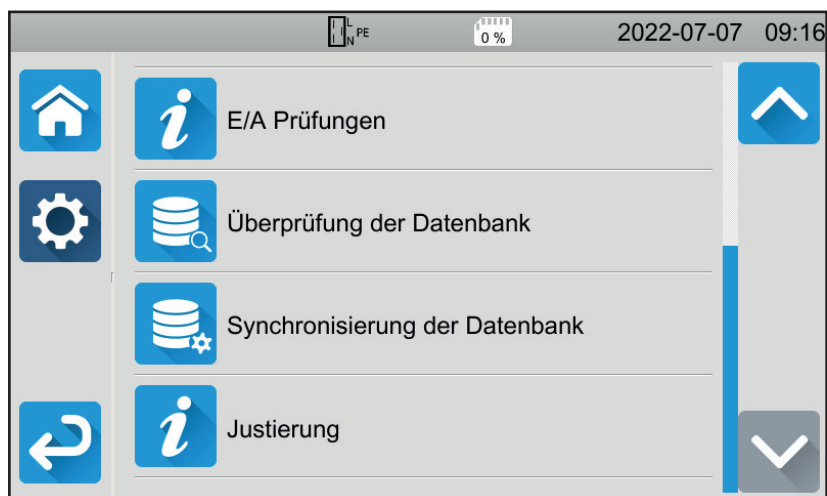 L
N PE
0 %
2022-07-07 09:16
E/A Prüfungen
Überprüfung der Datenbank
Synchronisierung der Datenbank
Justierung